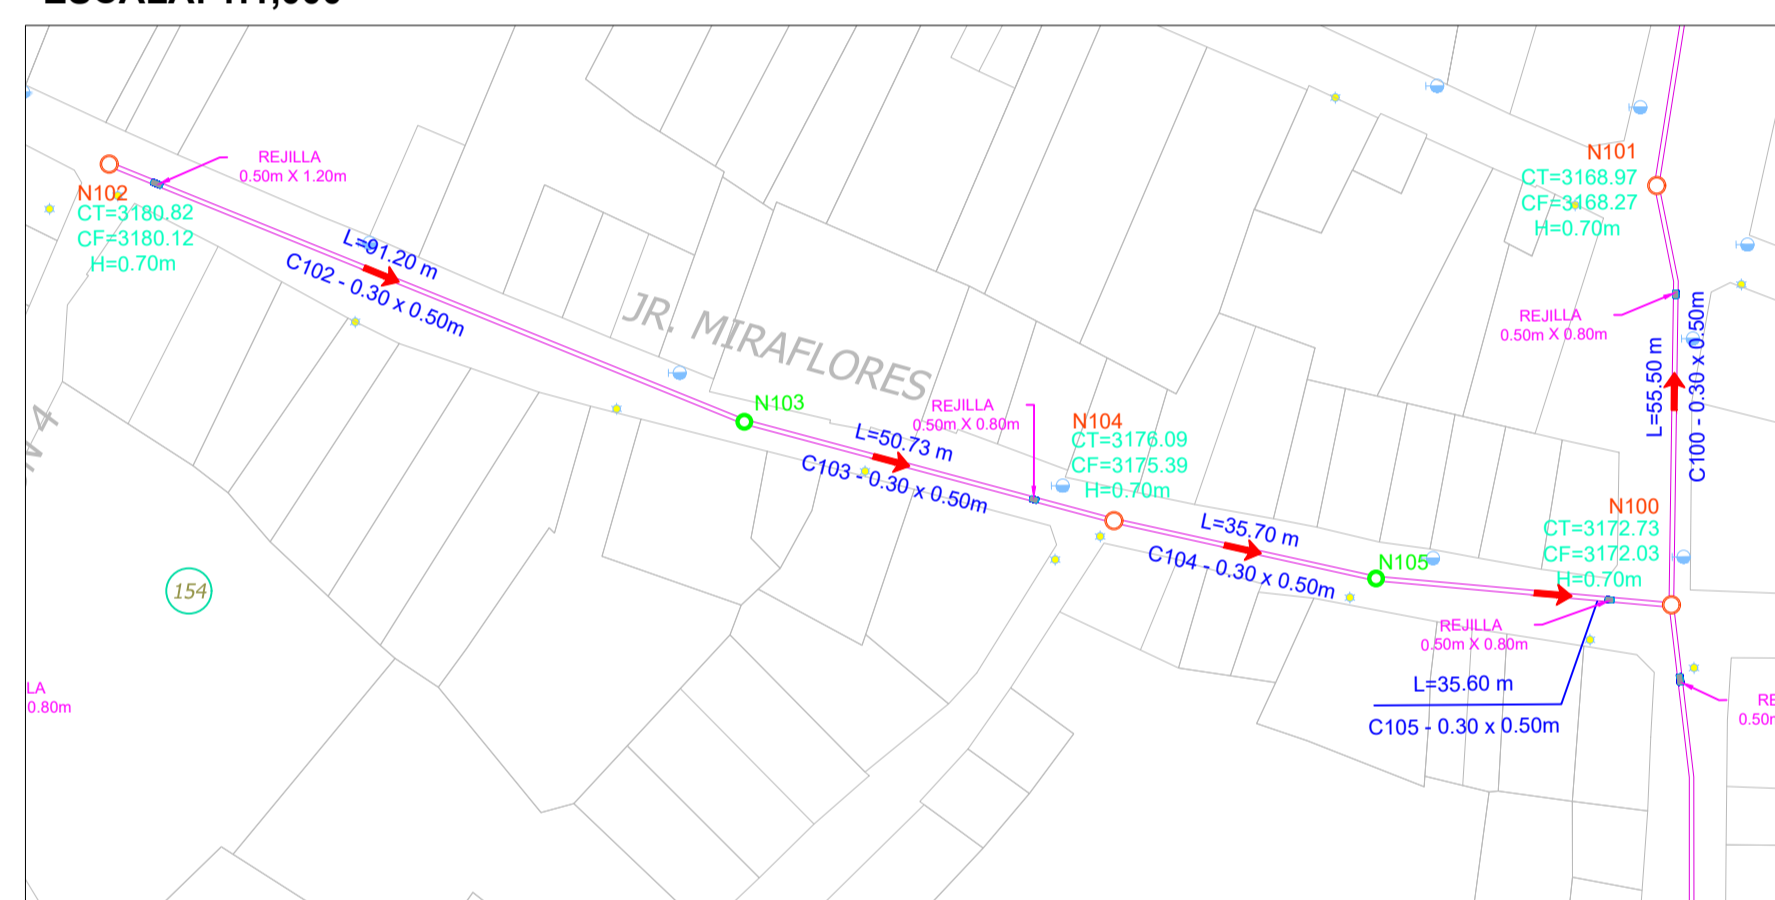 N101
CT=3168.97
CF=3168.27
H=0.70m
REJILLA
0.50m X 1.20m
N102
CT=3180.82
CF=3180.12
H=0.70m
L=91.20 m
C102 - 0.30 x 0.50m
JR. MIRAFLORES
REJILLA
0.50m X 0.80m
L=55.50 m
C100 - 0.30 x 0.50m
N103
REJILLA
0.50m X 0.80m
L=50.73 m
C103 - 0.30 x 0.50m
N104
CT=3176.09
CF=3175.39
H=0.70m
N 4
L=35.70 m
C104 - 0.30 x 0.50m
N100
CT=3172.73
CF=3172.03
H=0.70m
N105
154
REJILLA
0.50m X 0.80m
L=35.60 m
C105 - 0.30 x 0.50m
LA
0.80m
RE
0.50m